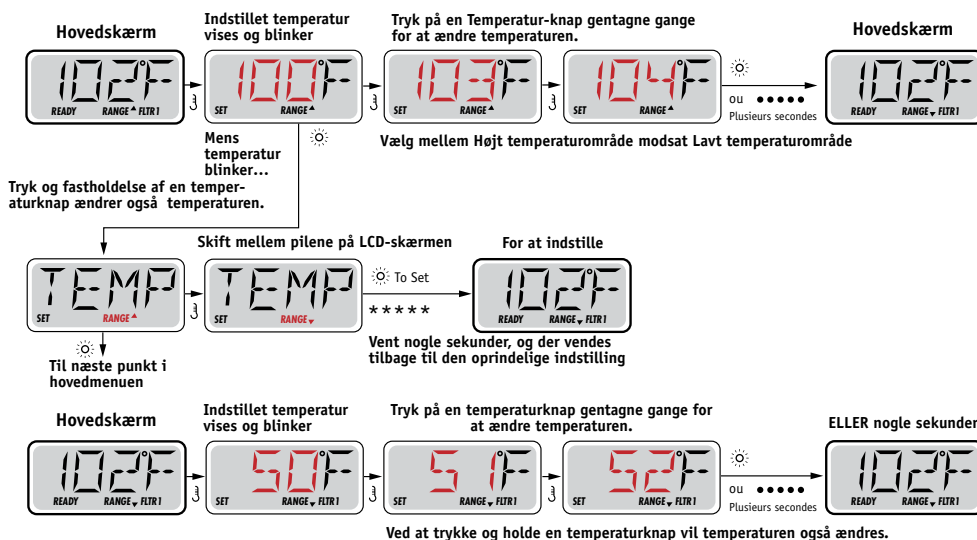 Hovedskærm
Indstillet temperatur
vises og blinker
Tryk på en Temperatur-knap gentagne gange
for at ændre temperaturen.
Hovedskærm
102°F
READY RANGE FLTR1
100°F
SET RANGE
103°F
SET RANGE
104°F
SET RANGE
ou
Plusieurs secondes
102°F
READY RANGE FLTR1
Mens
temperatur
blinker...
Vælg mellem Højt temperaturområde modsat Lavt temperaturområde
Tryk og fastholdelse af en temper-
aturknap ændrer også temperaturen.
Skift mellem pilene på LCD-skærmen
For at indstille
TEMP
SET RANGE
TEMP
SET RANGE
To Set
*****
102°F
READY RANGE FLTR1
Vent nogle sekunder, og der vendes
tilbage til den oprindelige indstilling
Til næste punkt i
hovedmenuen
Hovedskærm
Indstillet temperatur
vises og blinker
Tryk på en temperaturknap gentagne gange for
at ændre temperaturen.
ELLER nogle sekunder
102°F
READY RANGE FLTR1
50°F
SET RANGE FLTR1
51°F
SET RANGE FLTR1
52°F
SET RANGE FLTR1
ou
Plusieurs secondes
102°F
READY RANGE FLTR1
Ved at trykke og holde en temperaturknap vil temperaturen også ændres.